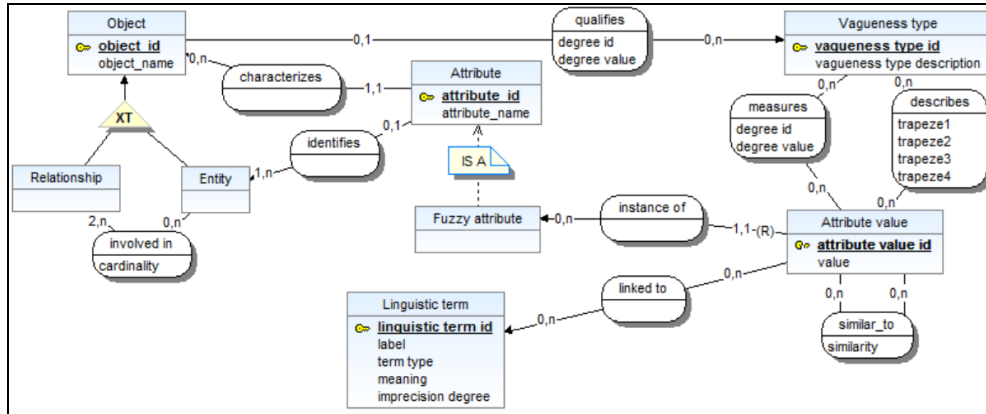 Object
object_id
object_name
qualifies
degree id
degree value
0,1
0,n
Vagueness type
vagueness type id
vagueness type description
0,n
characterizes
1,1
Attribute
attribute_id
attribute_name
XT
identifies
0,1
1,n
measures
degree id
degree value
0,n
0,n
describes
trapeze1
trapeze2
trapeze3
trapeze4
0,n
0,n
IS A
Relationship
Entity
2,n
0,n
involved in
cardinality
Fuzzy attribute
0,n
instance of
1,1-(R)
Attribute value
attribute value id
value
linked to
0,n
0,n
Linguistic term
linguistic term id
label
term type
meaning
imprecision degree
0,n
0,n
similar_to
similarity